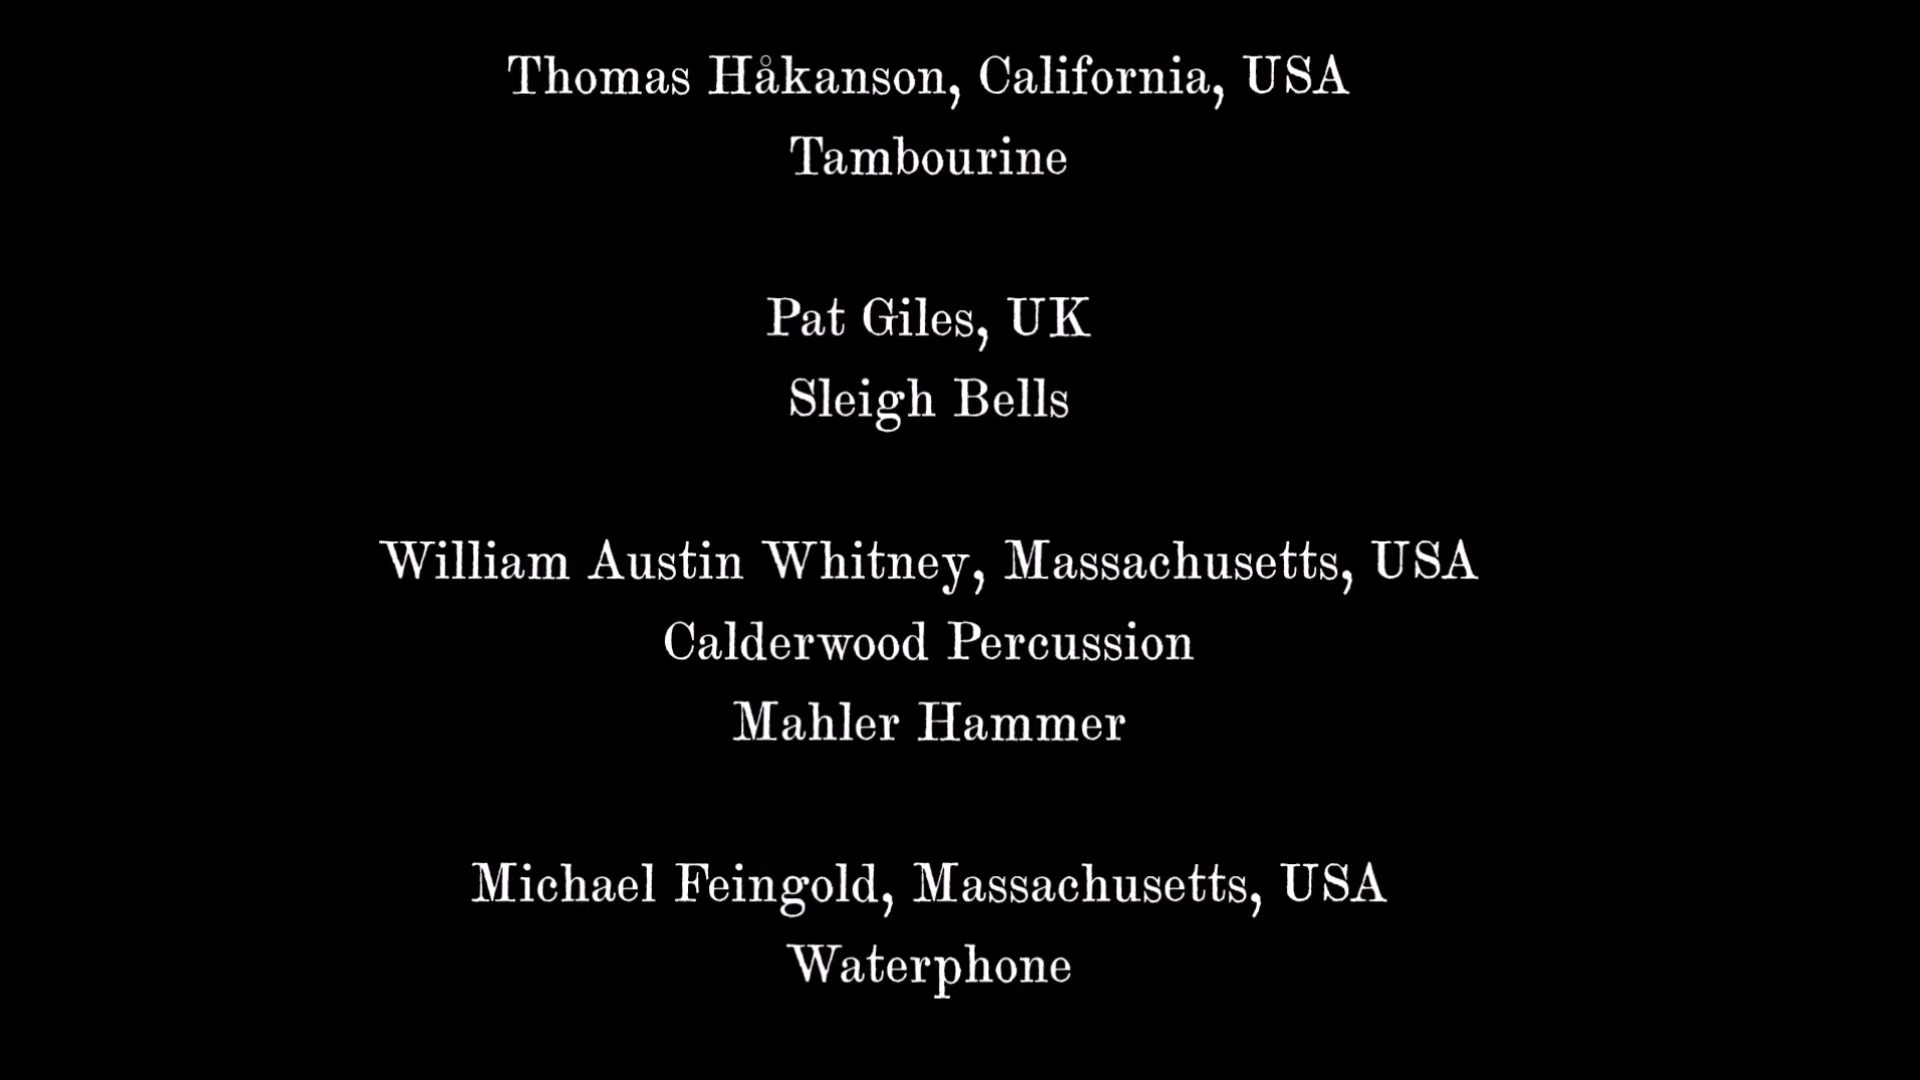 Thomas Håkanson, California, USA
Tambourine
Pat Giles, UK
Sleigh Bells
William Austin Whitney, Massachusetts, USA
Calderwood Percussion
Mahler Hammer
Michael Feingold, Massachusetts, USA
Waterphone